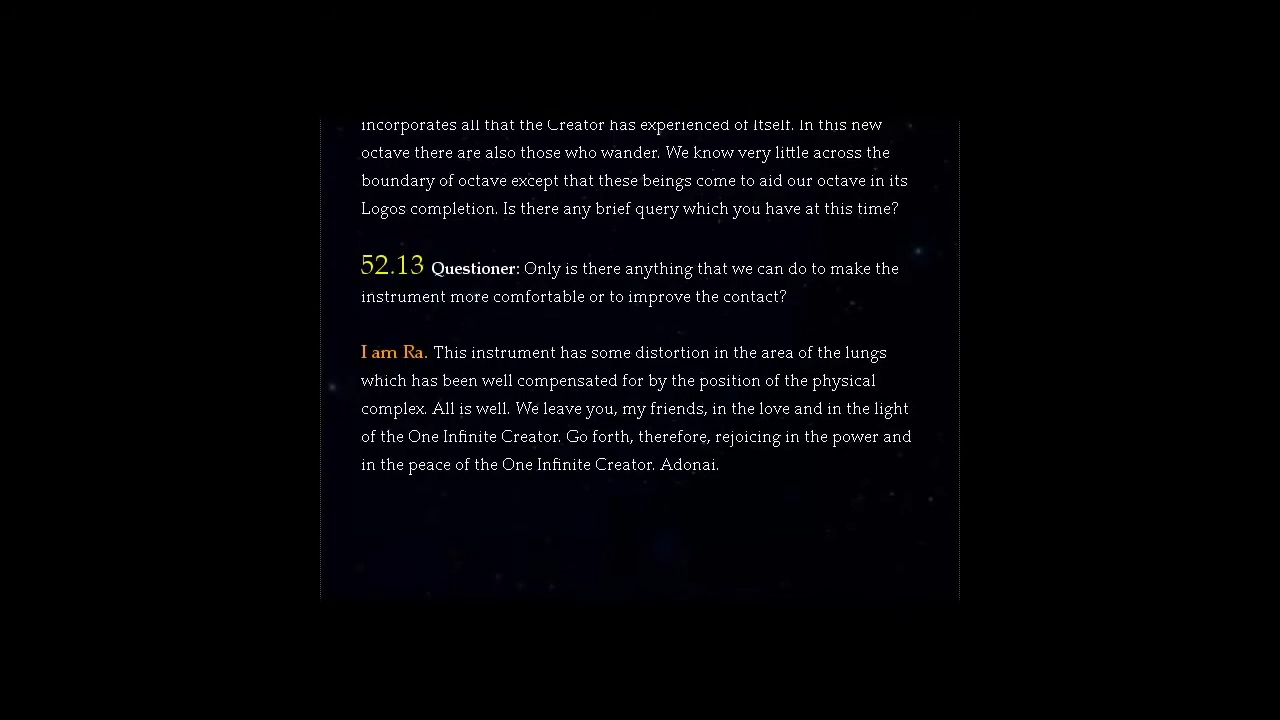 incorporates all that the Creator has experienced of Itself. In this new
octave there are also those who wander. We know very little across the
boundary of octave except that these beings come to aid our octave in its
Logos completion. Is there any brief query which you have at this time?
52.13 Questioner: Only is there anything that we can do to make the
instrument more comfortable or to improve the contact?
I am Ra. This instrument has some distortion in the area of the lungs
which has been well compensated for by the position of the physical
complex. All is well. We leave you, my friends, in the love and in the light
of the One Infinite Creator. Go forth, therefore, rejoicing in the power and
in the peace of the One Infinite Creator. Adonai.